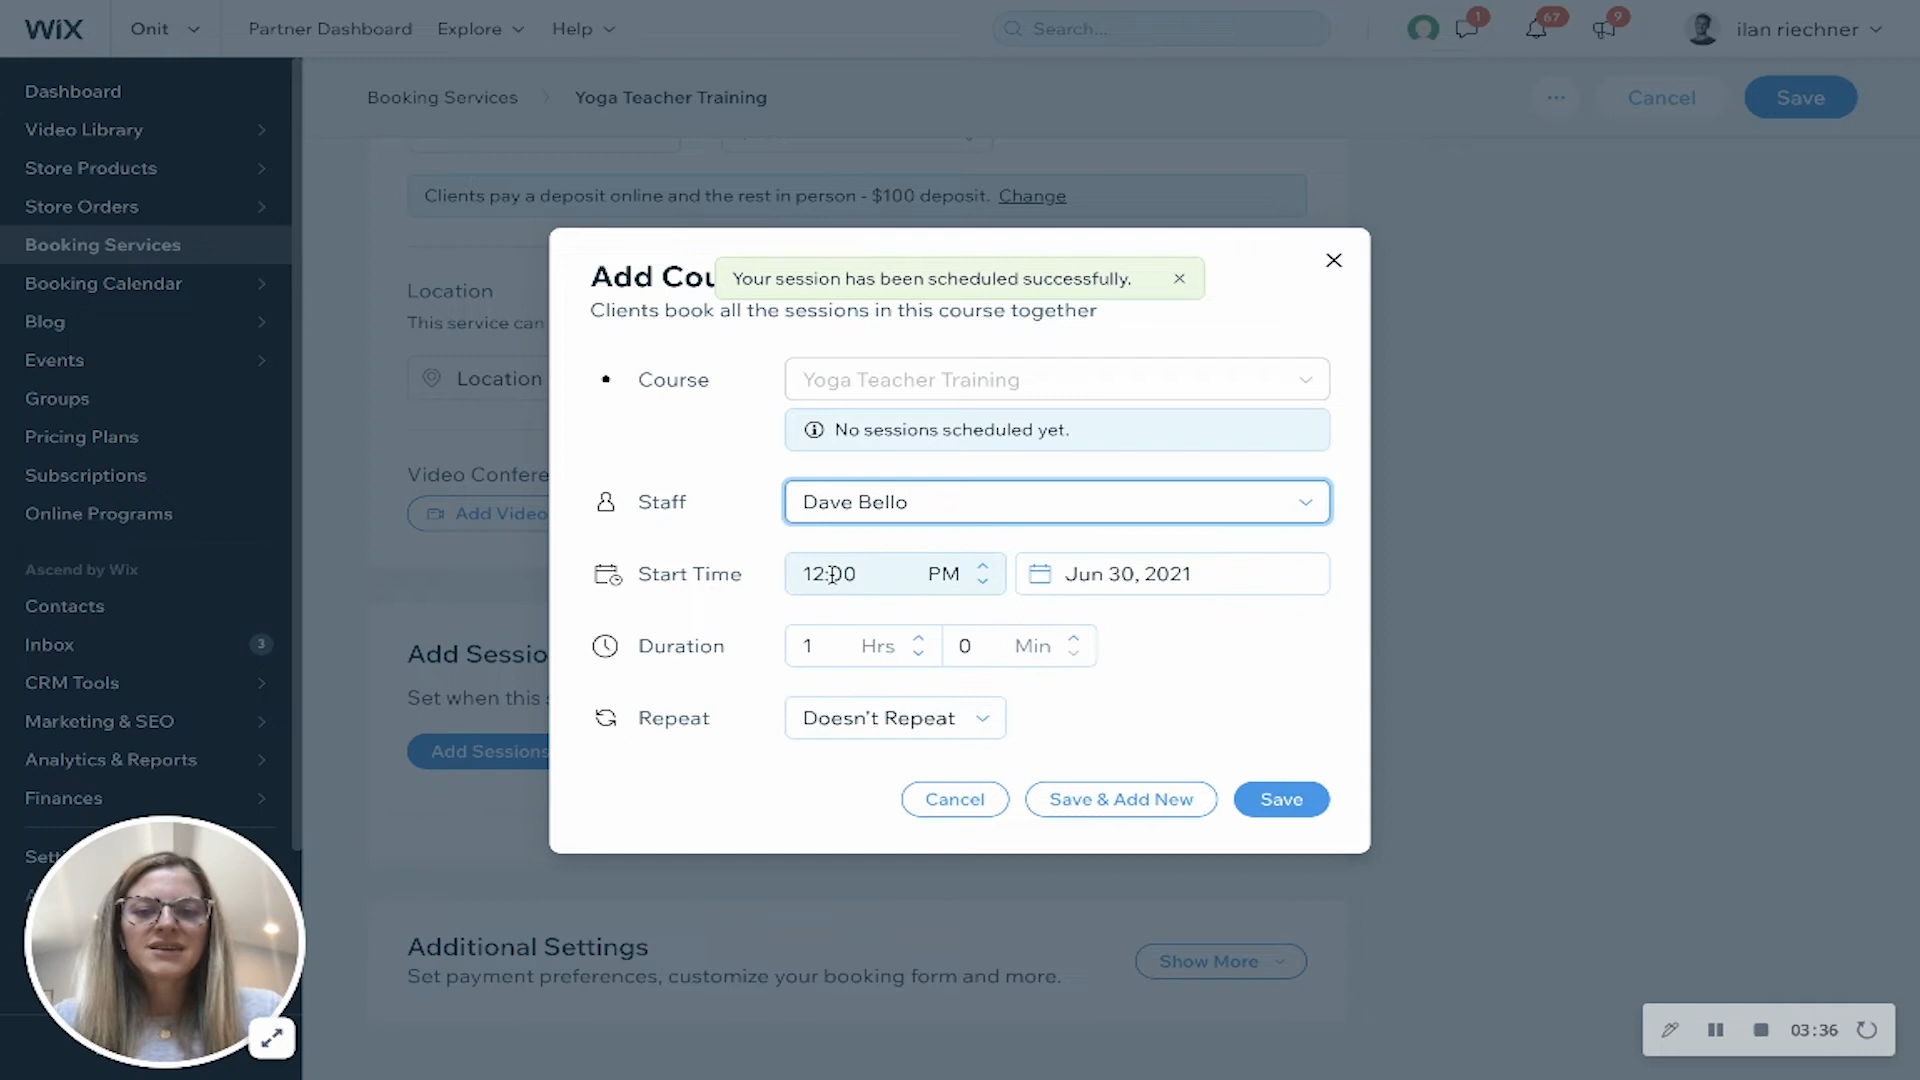 WIX
Onit
Partner Dashboard
Explore
Help
Search...
1
67
9
ilan riechner
Dashboard
Video Library
Store Products
Store Orders
Booking Services
Booking Calendar
Blog
Events
Groups
Pricing Plans
Subscriptions
Online Programs
Ascend by Wix
Contacts
Inbox
3
CRM Tools
Marketing & SEO
Analytics & Reports
Finances
Booking Services
Yoga Teacher Training
Cancel
Save
Clients pay a deposit online and the rest in person - $100 deposit. Change
Location
This service can
Location
Video Confere
Add Video
Add Sessio
Set when this
Add Sessions
Additional Settings
Set payment preferences, customize your booking form and more.
Show More
Add Cou
Your session has been scheduled successfully.
Clients book all the sessions in this course together
Course
Yoga Teacher Training
No sessions scheduled yet.
Staff
Dave Bello
Start Time
12:00 PM
Jun 30, 2021
Duration
1 Hrs
0 Min
Repeat
Doesn't Repeat
Cancel
Save & Add New
Save
03:36